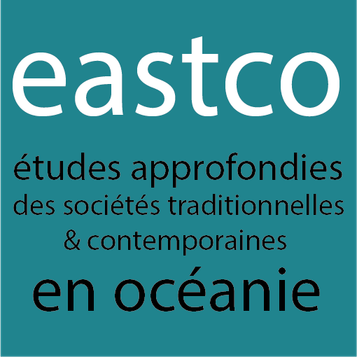 eastco
études approfondies
des sociétés traditionnelles
& contemporaines
en océanie